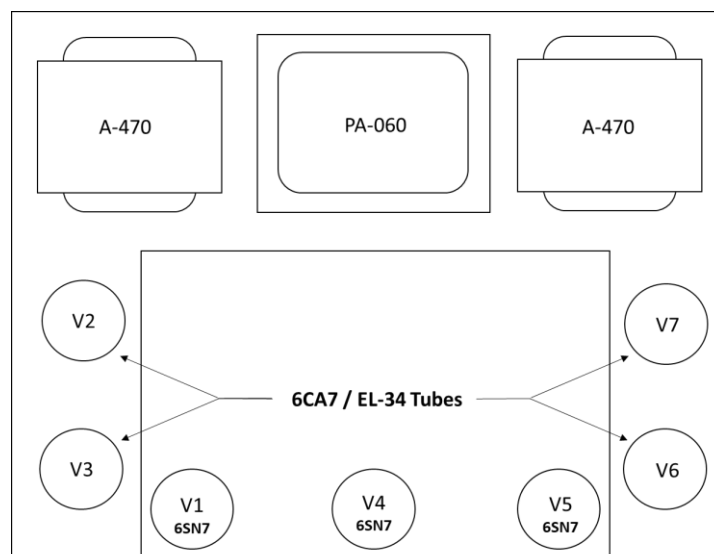 A-470
PA-060
A-470
V2
V7
6CA7 / EL-34 Tubes
V3
V6
V1
6SN7
V4
6SN7
V5
6SN7